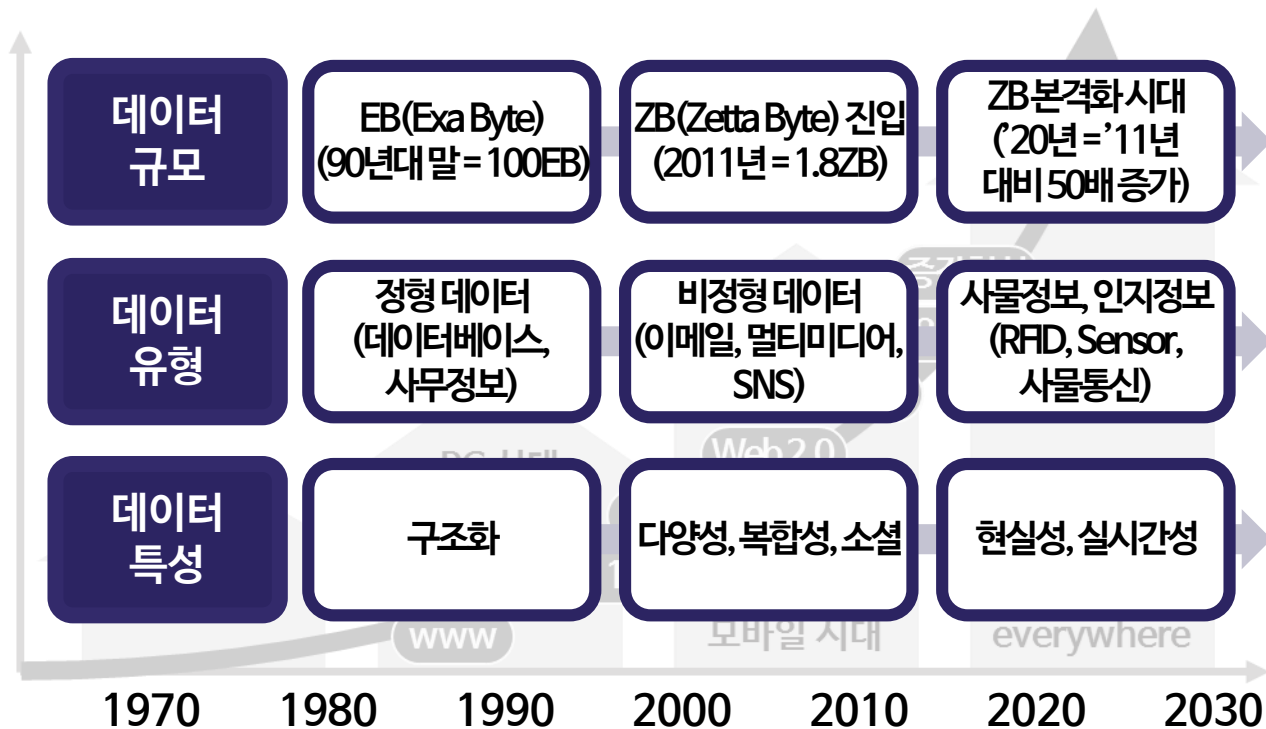 데이터
규모
EB(Exa Byte)
(90년대 말 = 100EB)
ZB(Zetta Byte) 진입
(2011년 = 1.8ZB)
ZB 본격화 시대
('20년 = '11년
대비 50배 증가)
데이터
유형
정형 데이터
(데이터베이스,
사무정보)
비정형 데이터
(이메일, 멀티미디어,
SNS)
사물정보, 인지정보
(RFID, Sensor,
사물통신)
데이터
특성
구조화
다양성, 복합성, 소셜
현실성, 실시간성
PC 시대
Web 2.0
www
모바일 시대
everywhere
1970
1980
1990
2000
2010
2020
2030